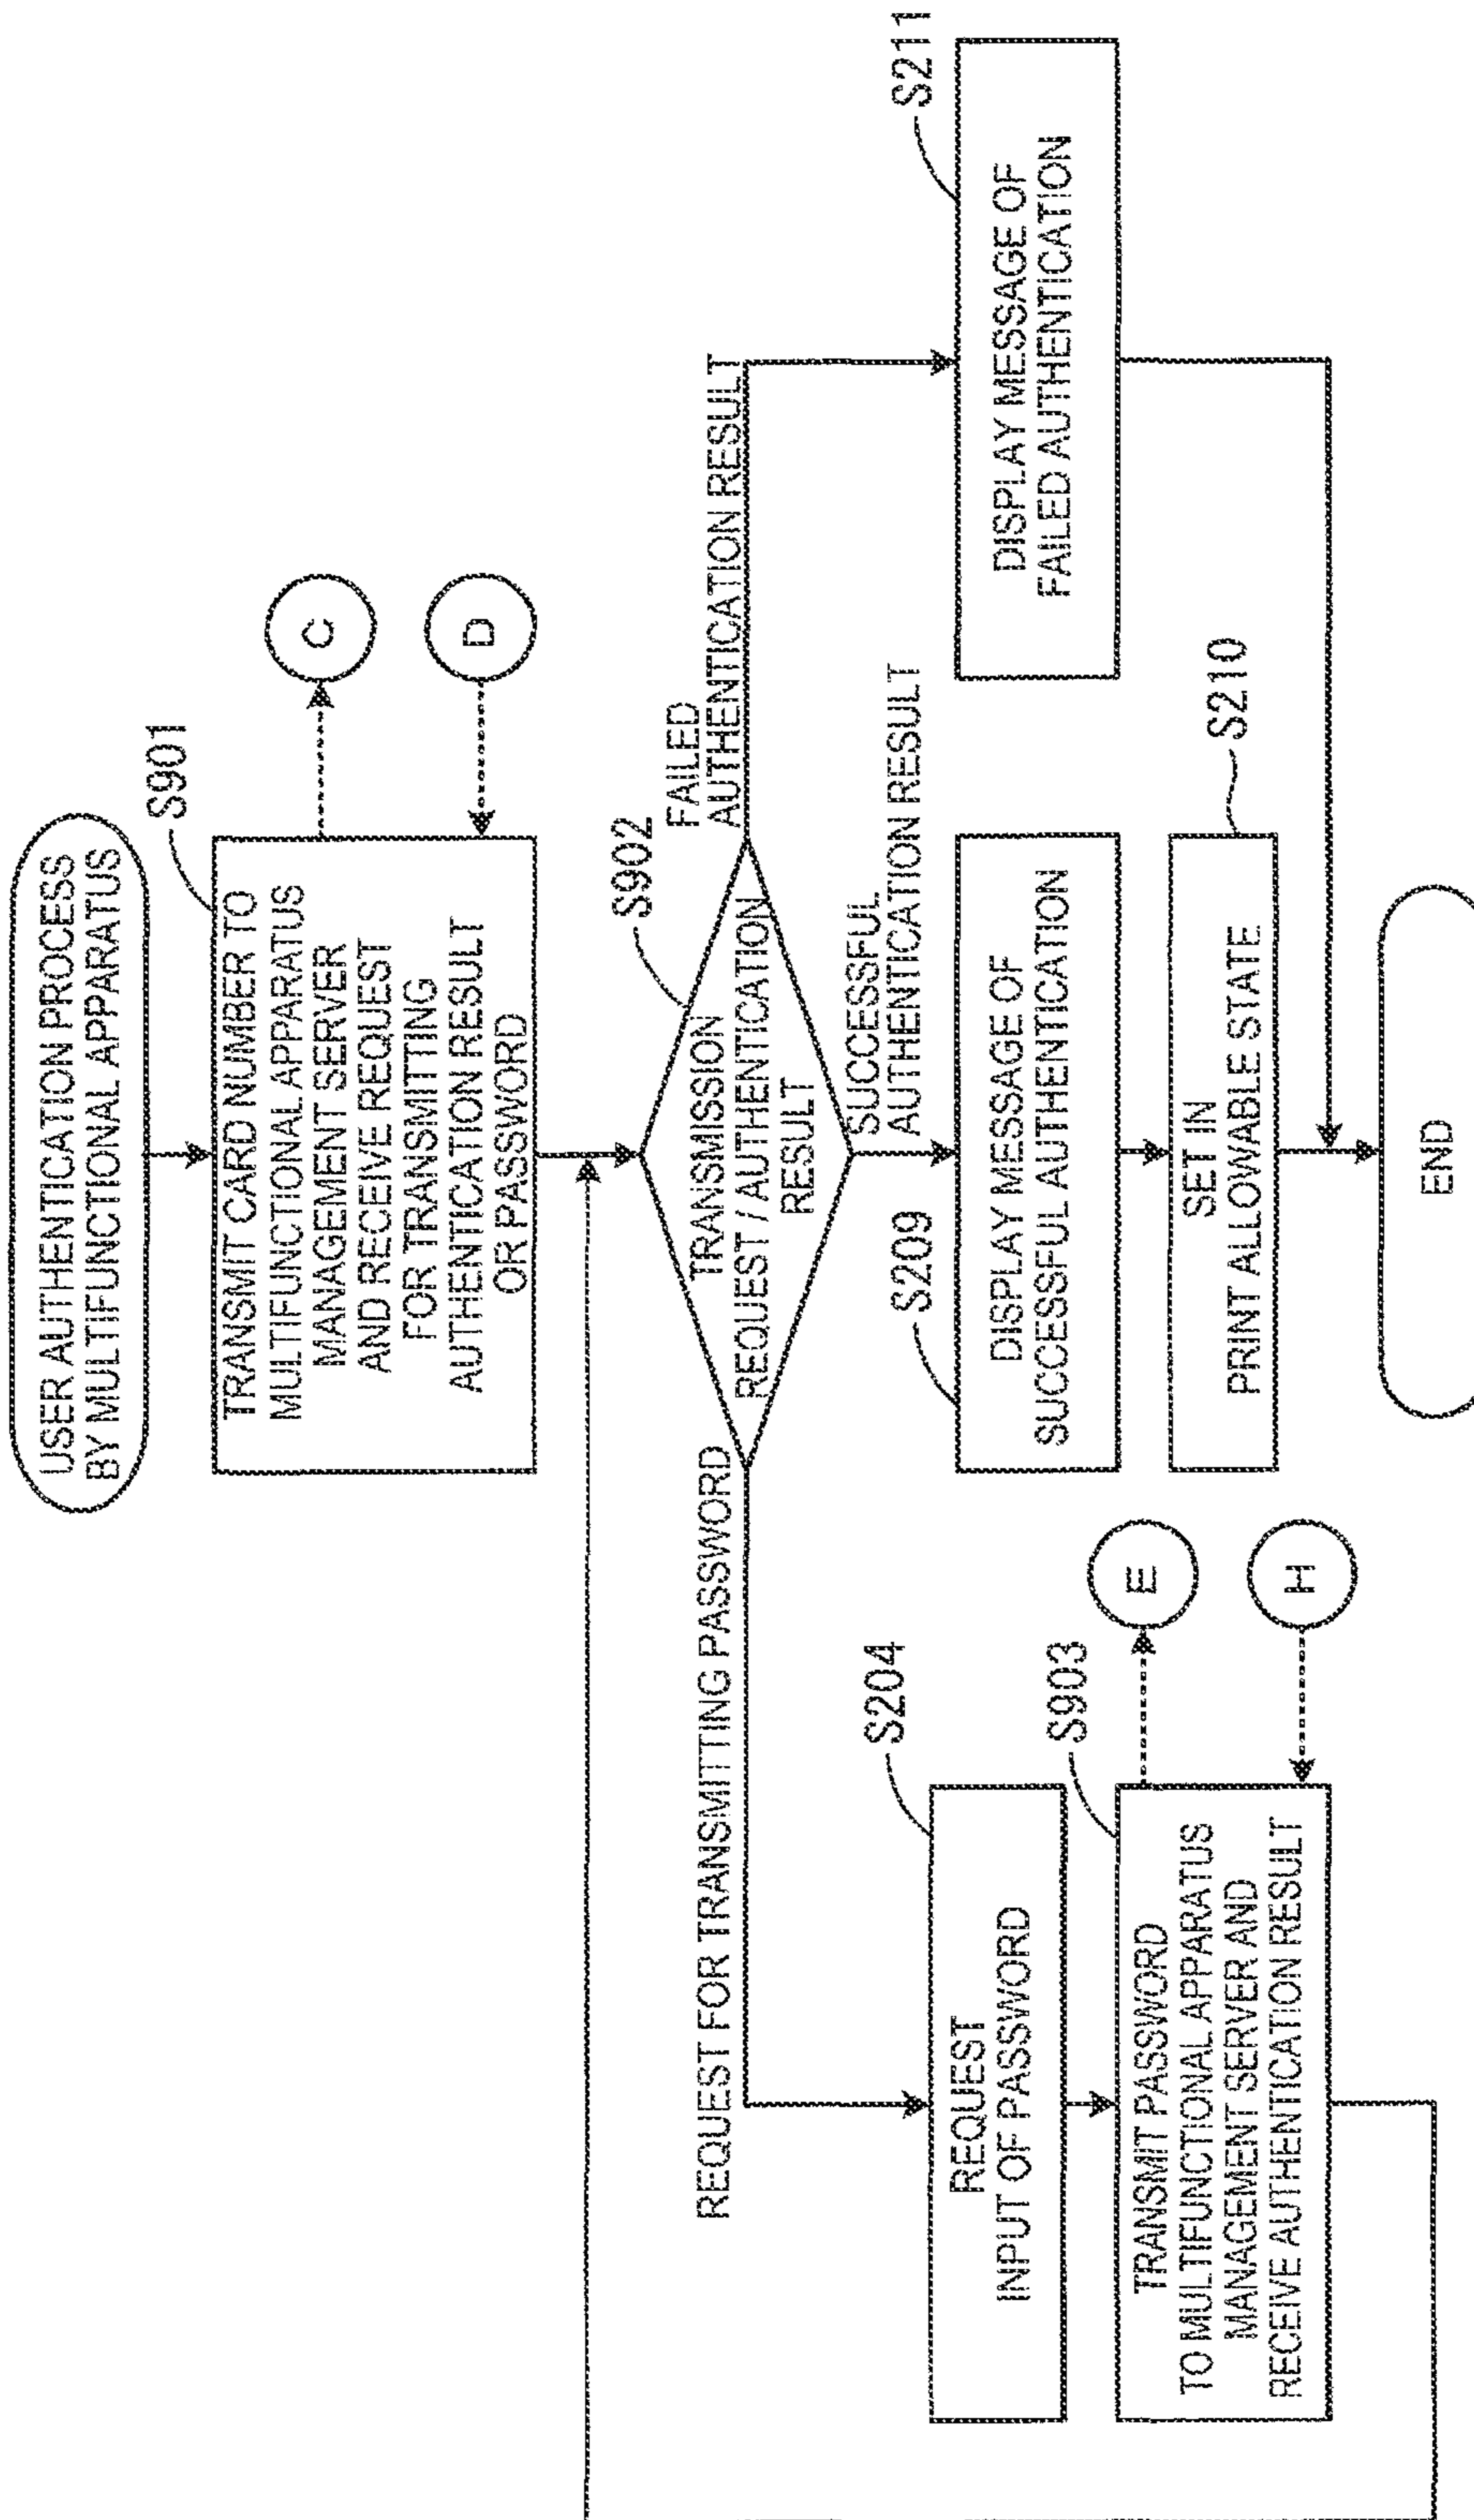 USER AUTHENTICATION PROCESS
BY MULTIFUNCTIONAL APPARATUS
S901
TRANSMIT CARD NUMBER TO
MULTIFUNCTIONAL APPARATUS
MANAGEMENT SERVER
AND RECEIVE REQUEST
FOR TRANSMITTING
AUTHENTICATION RESULT
OR PASSWORD
C
D
S902
TRANSMISSION
REQUEST / AUTHENTICATION
RESULT
FAILED
AUTHENTICATION RESULT
REQUEST FOR TRANSMITTING PASSWORD
SUCCESSFUL
AUTHENTICATION RESULT
S204
REQUEST
INPUT OF PASSWORD
S903
TRANSMIT PASSWORD
TO MULTIFUNCTIONAL APPARATUS
MANAGEMENT SERVER AND
RECEIVE AUTHENTICATION RESULT
E
H
S209
DISPLAY MESSAGE OF
SUCCESSFUL AUTHENTICATION
S210
SET IN
PRINT ALLOWABLE STATE
S211
DISPLAY MESSAGE OF
FAILED AUTHENTICATION
END